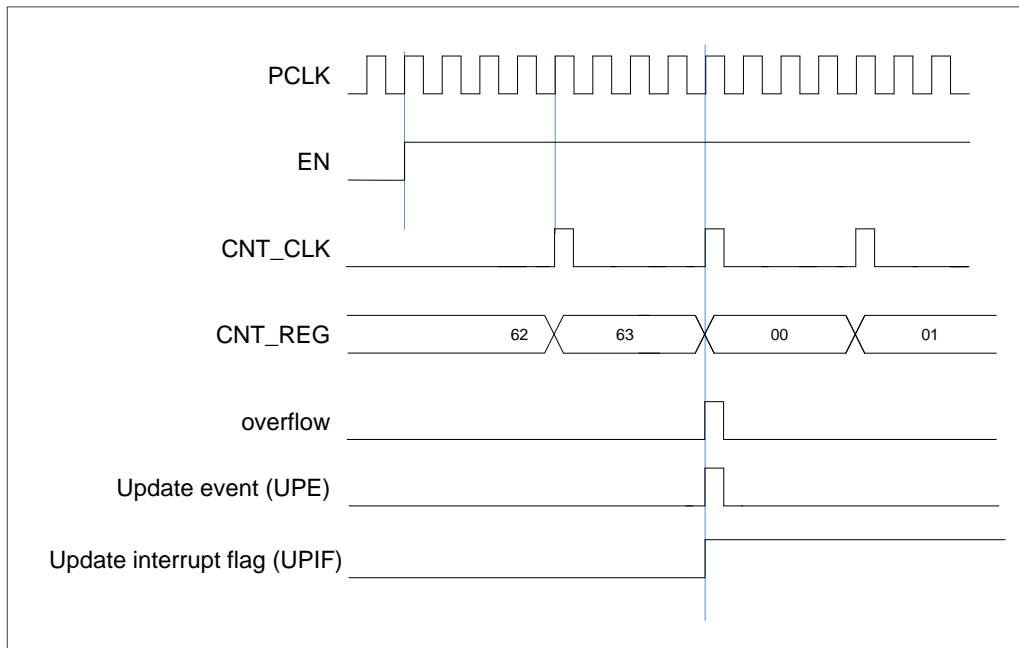 PCLK
EN
CNT_CLK
CNT_REG
62
63
00
01
overflow
Update event (UPE)
Update interrupt flag (UPIF)